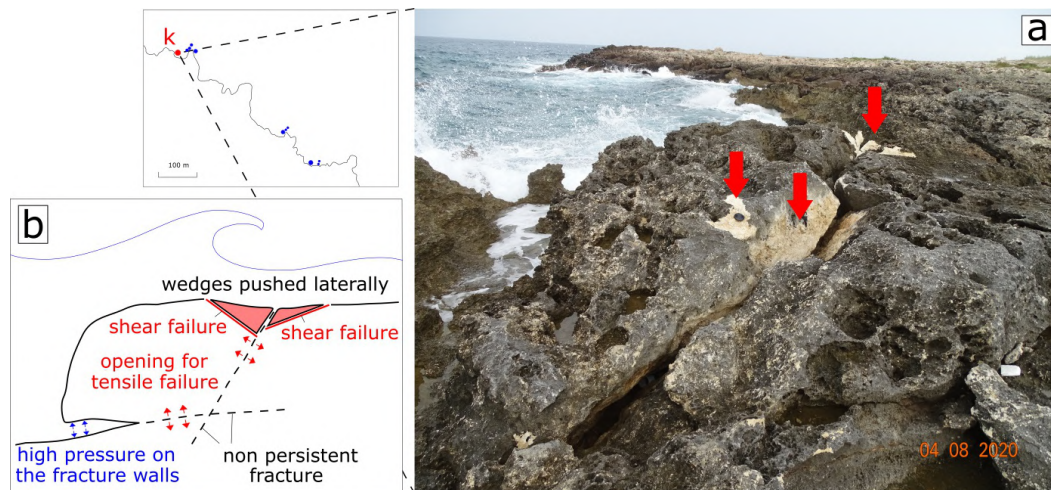 k
100 m
a
b
wedges pushed laterally
shear failure
shear failure
opening for
tensile failure
high pressure on
the fracture walls
non persistent
fracture
04 08 2020